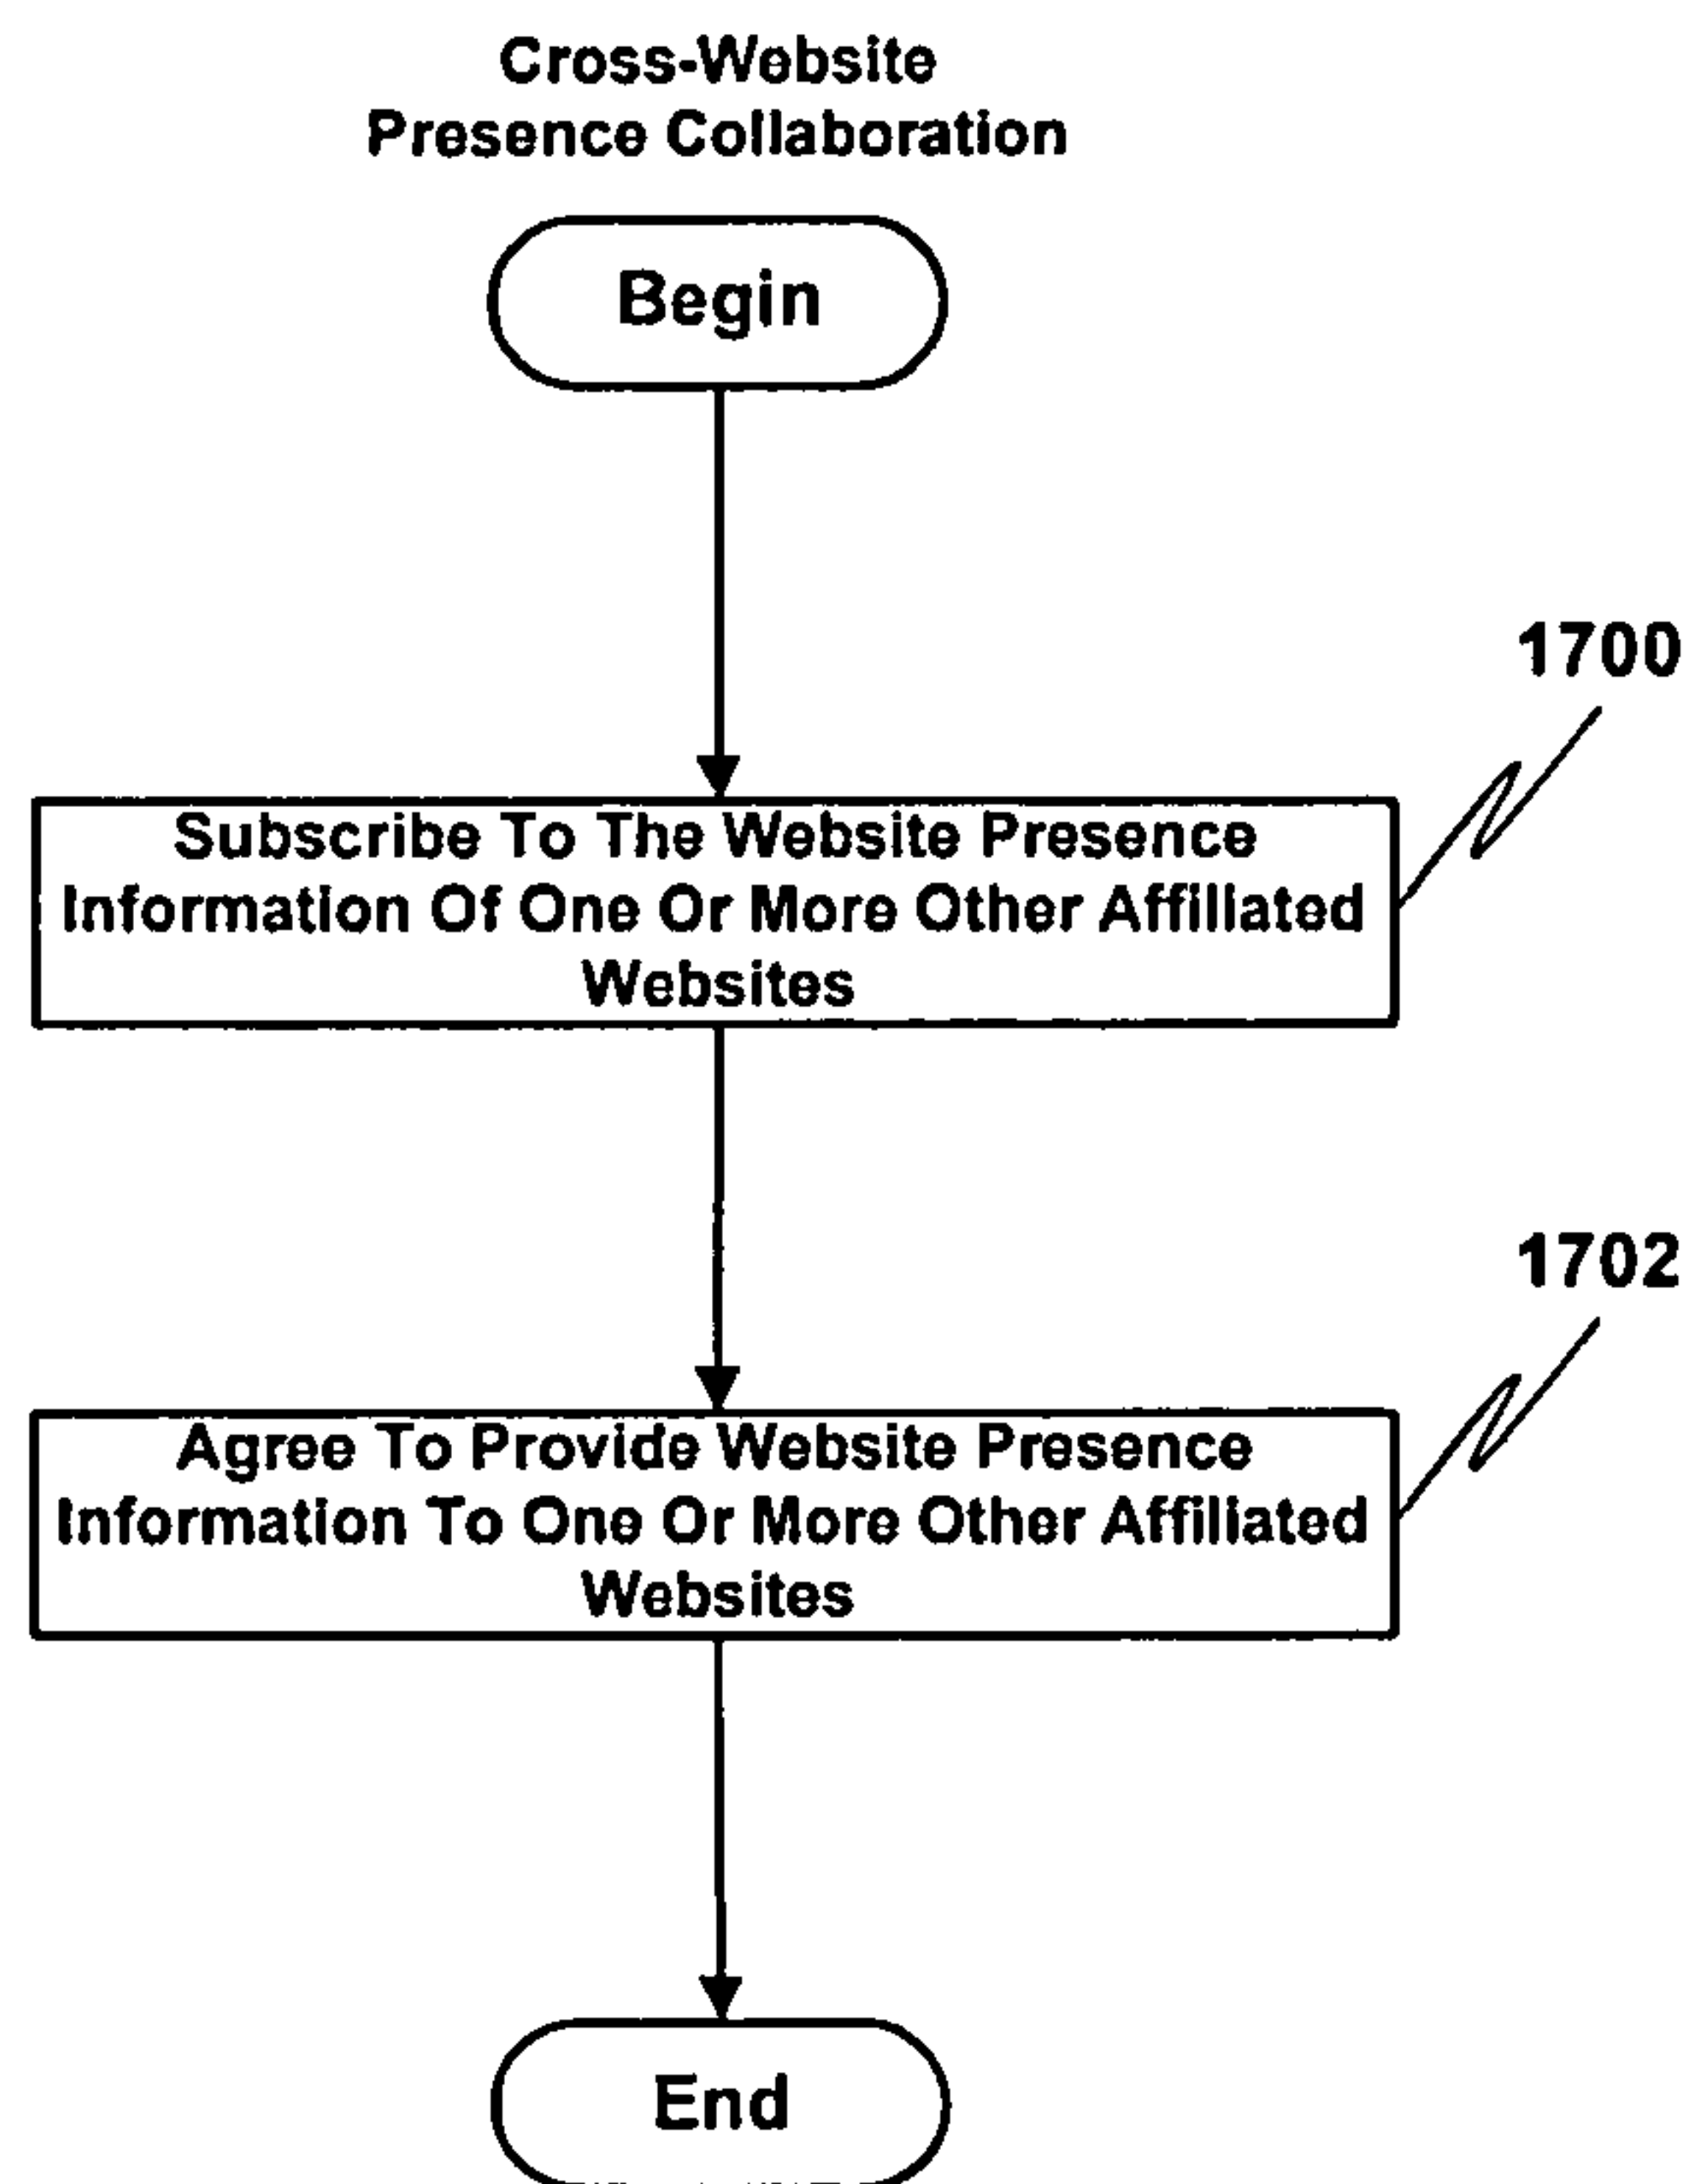 Cross-Website
Presence Collaboration
Begin
1700
Subscribe To The Website Presence
Information Of One Or More Other Affiliated
Websites
1702
Agree To Provide Website Presence
Information To One Or More Other Affiliated
Websites
End